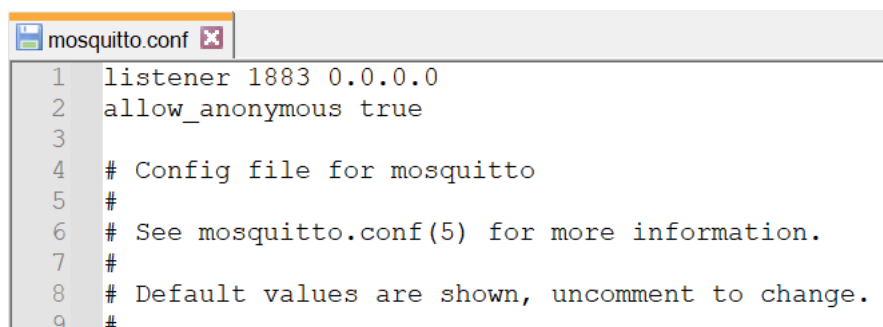 mosquitto.conf
1 listener 1883 0.0.0.0
2 allow_anonymous true
3
4 # Config file for mosquitto
5 #
6 # See mosquitto.conf(5) for more information.
7 #
8 # Default values are shown, uncomment to change.
9 #